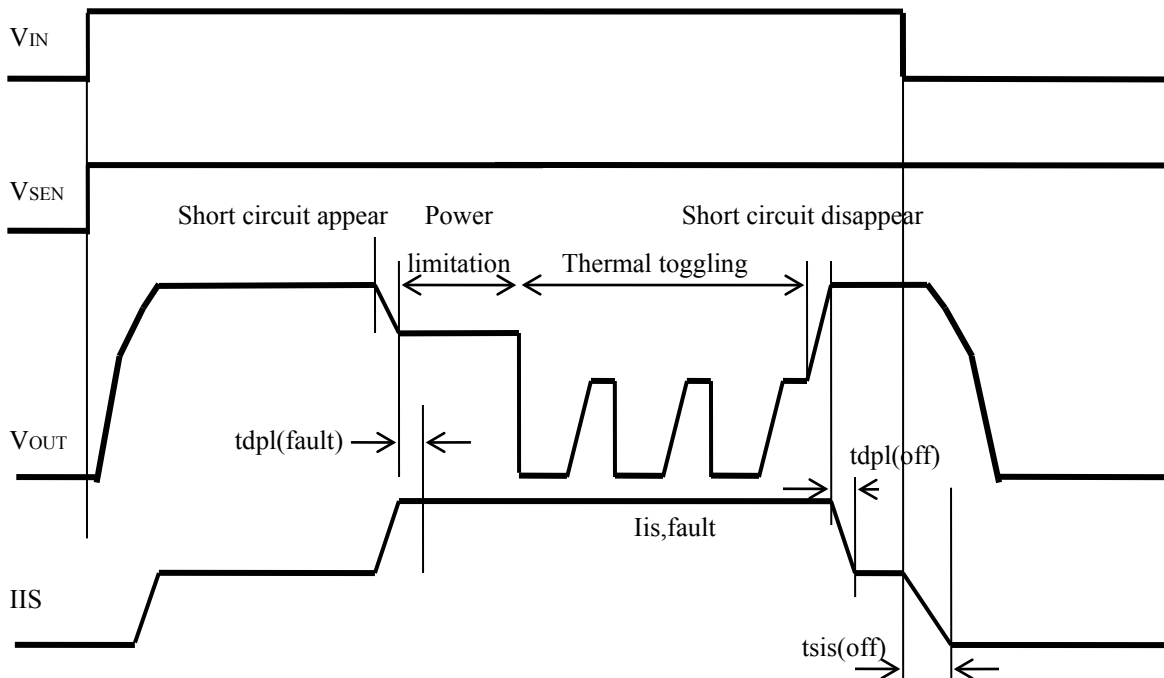 VIN
VSEN
Short circuit appear
Power
limitation
Thermal toggling
Short circuit disappear
VOUT
tdpl(fault)
tdpl(off)
Iis,fault
IIS
tsis(off)